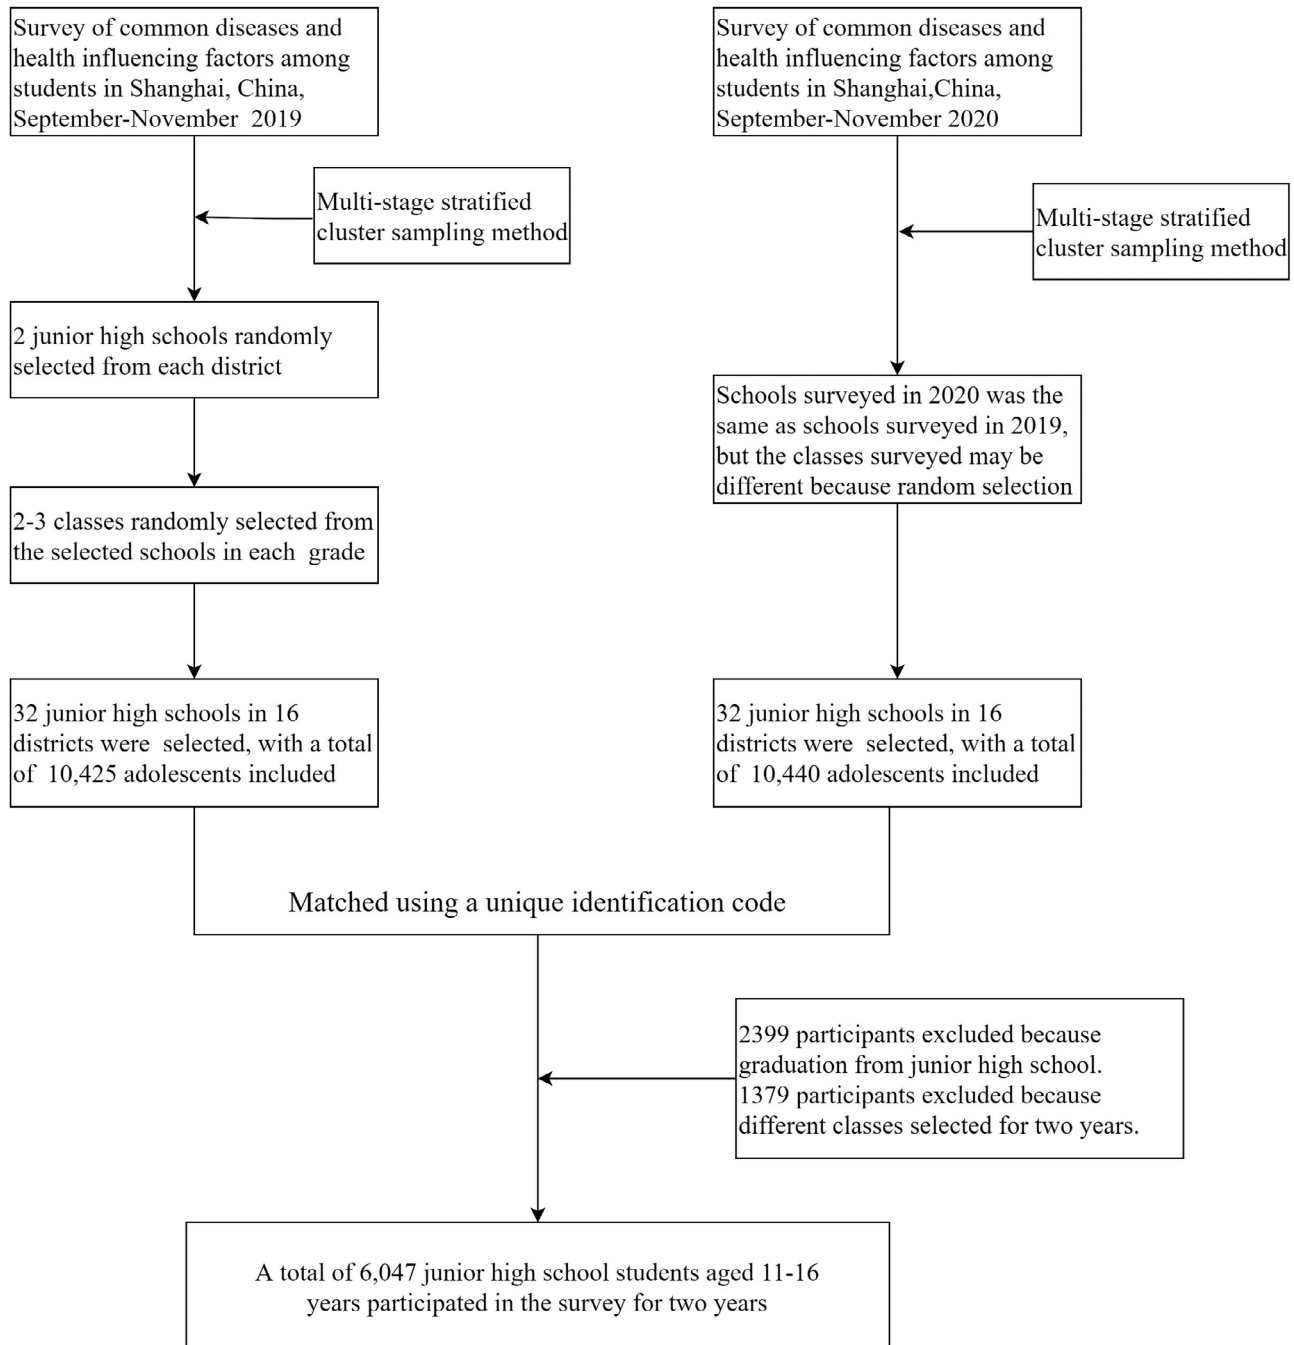 Survey of common diseases and
health influencing factors among
students in Shanghai, China,
September-November 2019
Multi-stage stratified
cluster sampling method
2 junior high schools randomly
selected from each district
2-3 classes randomly selected from
the selected schools in each grade
32 junior high schools in 16
districts were selected, with a total
of 10,425 adolescents included
Survey of common diseases and
health influencing factors among
students in Shanghai,China,
September-November 2020
Multi-stage stratified
cluster sampling method
Schools surveyed in 2020 was the
same as schools surveyed in 2019,
but the classes surveyed may be
different because random selection
32 junior high schools in 16
districts were selected, with a total
of 10,440 adolescents included
Matched using a unique identification code
2399 participants excluded because
graduation from junior high school.
1379 participants excluded because
different classes selected for two years.
A total of 6,047 junior high school students aged 11-16
years participated in the survey for two years